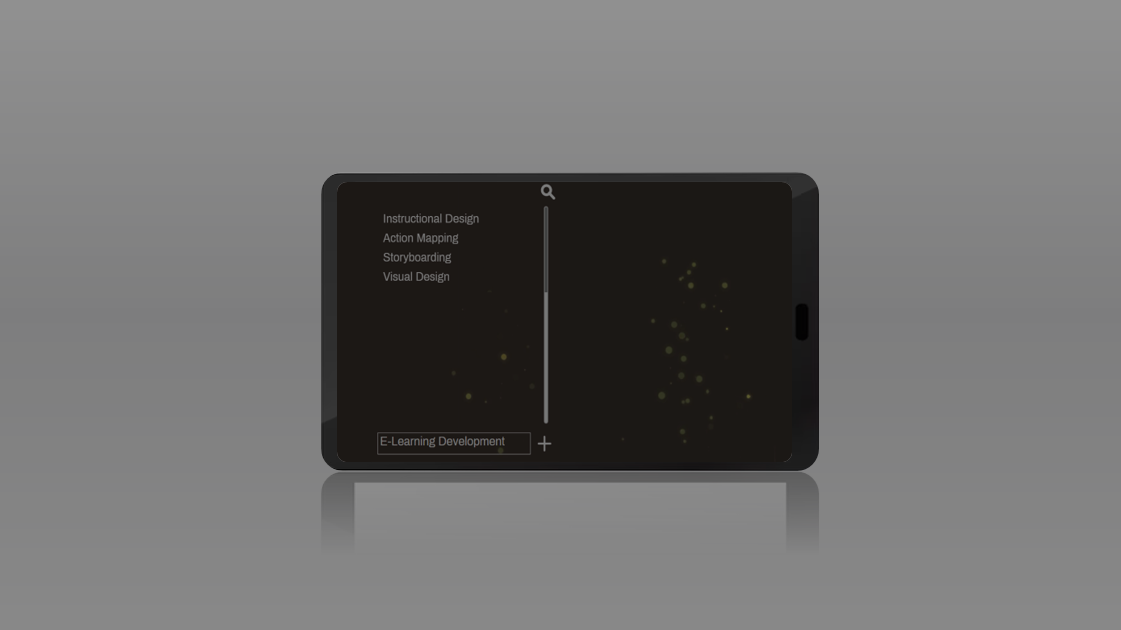 Instructional Design
Action Mapping
Storyboarding
Visual Design
E-Learning Development